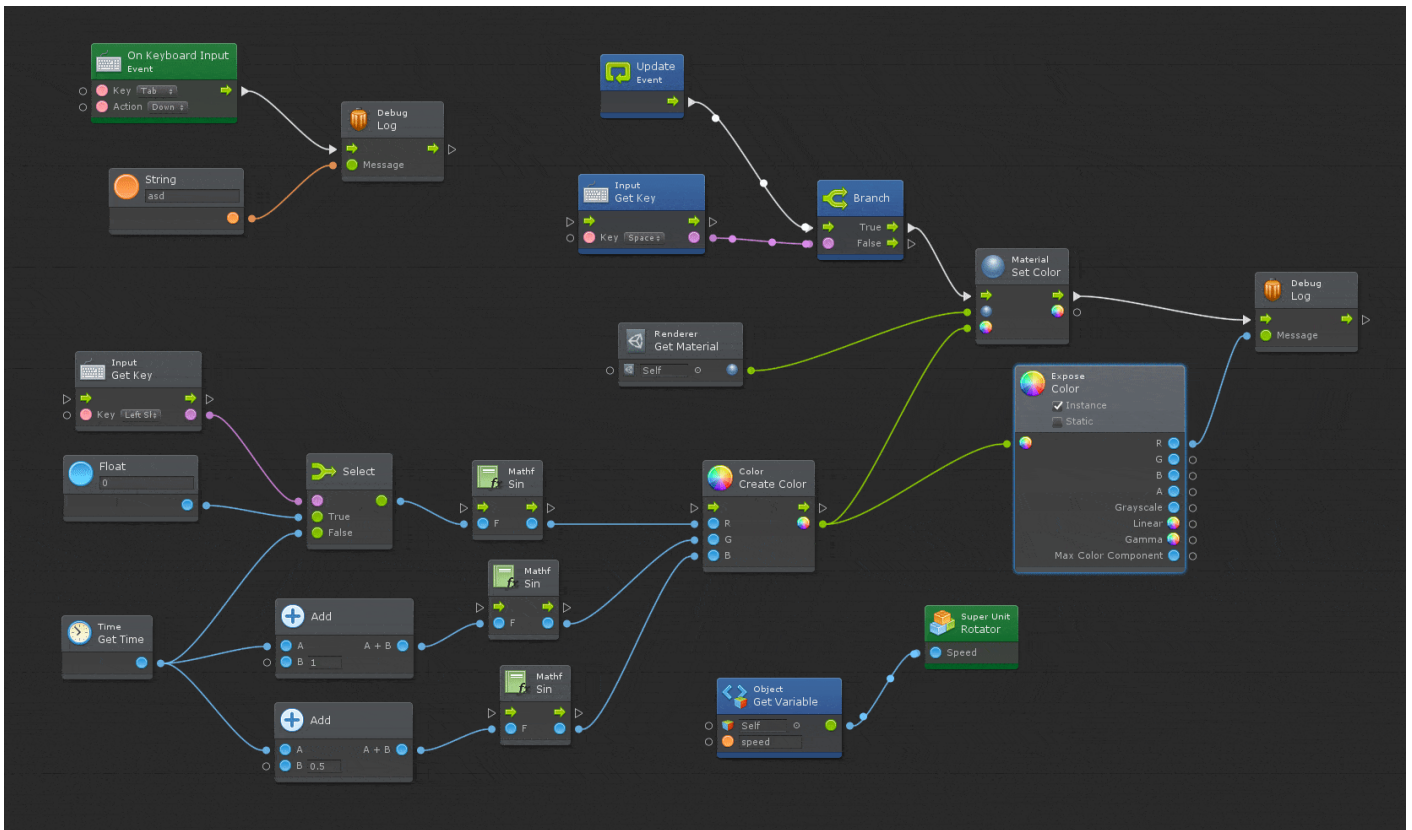 On Keyboard Input
Event
Key Tab
Action Down
Debug
Log
Message
String
asd
Update
Event
Input
Get Key
Key Space
Branch
True
False
Material
Set Color
Debug
Log
Message
Renderer
Get Material
Self
Expose
Color
Instance
Static
R
G
B
A
Grayscale
Linear
Gamma
Max Color Component
Input
Get Key
Key Left Sh
Float
0
Select
True
False
Mathf
Sin
F
Color
Create Color
R
G
B
Mathf
Sin
F
Time
Get Time
Add
A A + B
B 1
Mathf
Sin
F
Add
A A + B
B 0.5
Super Unit
Rotator
Speed
Object
Get Variable
Self
speed